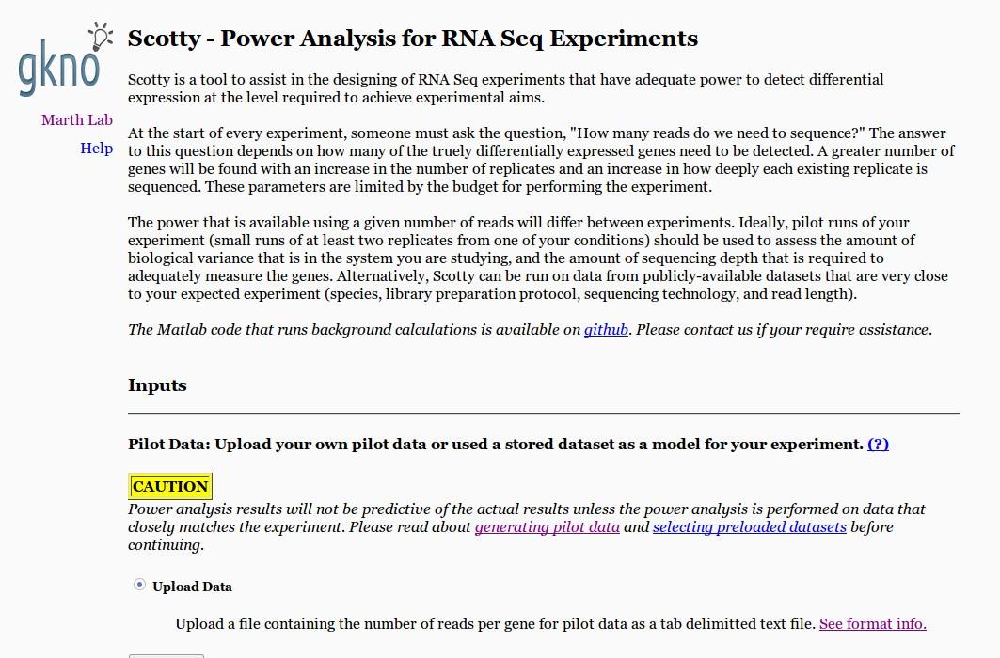 gkno
Scotty - Power Analysis for RNA Seq Experiments
Scotty is a tool to assist in the designing of RNA Seq experiments that have adequate power to detect differential
expression at the level required to achieve experimental aims.
Marth Lab
Help
At the start of every experiment, someone must ask the question, "How many reads do we need to sequence?" The answer
to this question depends on how many of the truely differentially expressed genes need to be detected. A greater number of
genes will be found with an increase in the number of replicates and an increase in how deeply each existing replicate is
sequenced. These parameters are limited by the budget for performing the experiment.
The power that is available using a given number of reads will differ between experiments. Ideally, pilot runs of your
experiment (small runs of at least two replicates from one of your conditions) should be used to assess the amount of
biological variance that is in the system you are studying, and the amount of sequencing depth that is required to
adequately measure the genes. Alternatively, Scotty can be run on data from publicly-available datasets that are very close
to your expected experiment (species, library preparation protocol, sequencing technology, and read length).
The Matlab code that runs background calculations is available on github. Please contact us if your require assistance.
Inputs
Pilot Data: Upload your own pilot data or used a stored dataset as a model for your experiment. (?)
CAUTION
Power analysis results will not be predictive of the actual results unless the power analysis is performed on data that
closely matches the experiment. Please read about generating pilot data and selecting preloaded datasets before
continuing.
Upload Data
Upload a file containing the number of reads per gene for pilot data as a tab delimitted text file. See format info.